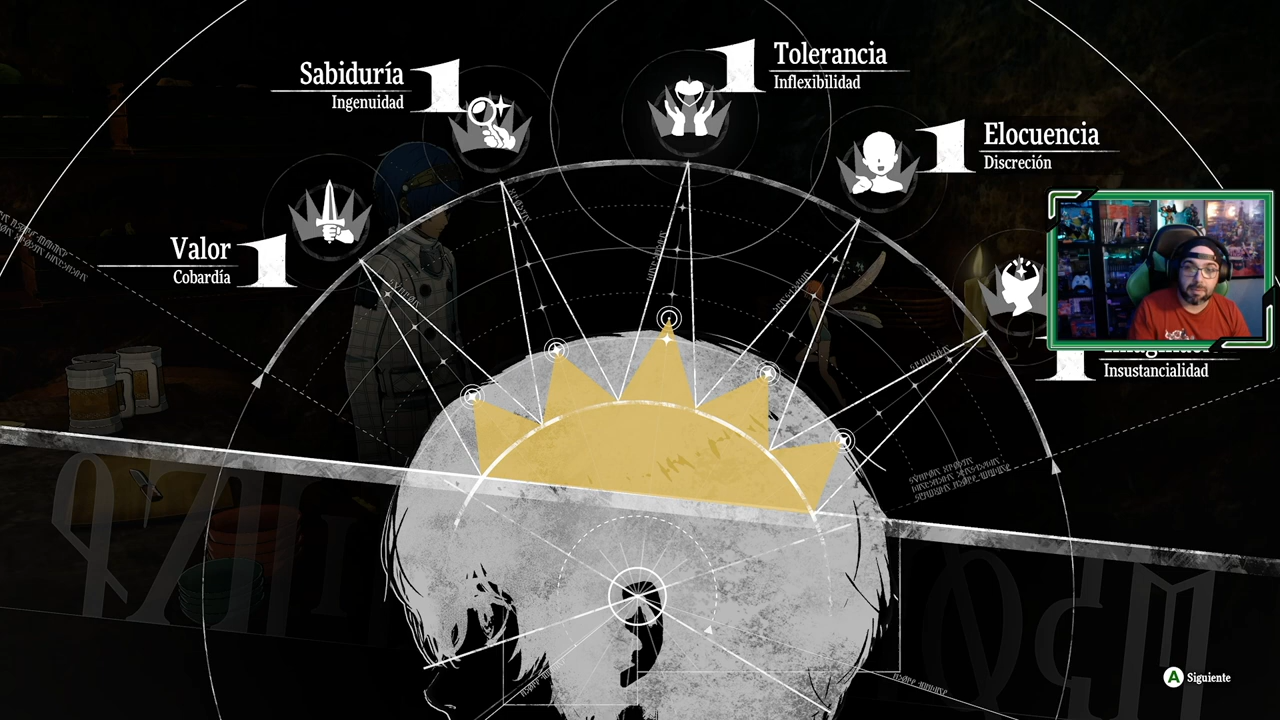 Sabiduría
1
Ingenuidad
1
Tolerancia
Inflexibilidad
1
Elocuencia
Discreción
Valor
1
Cobardía
1
Insustancialidad
A Siguiente